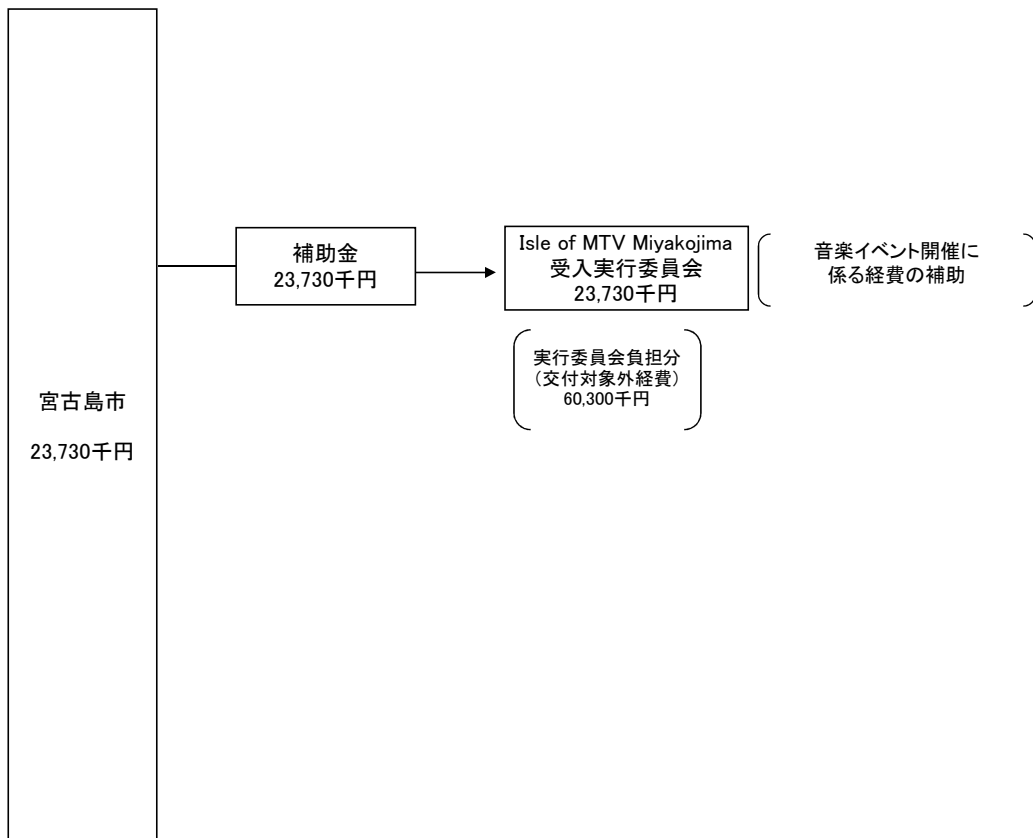 宮古島市
23,730千円
補助金
23,730千円
Isle of MTV Miyakojima
受入実行委員会
23,730千円
音楽イベント開催に
係る経費の補助
実行委員会負担分
（交付対象外経費）
60,300千円